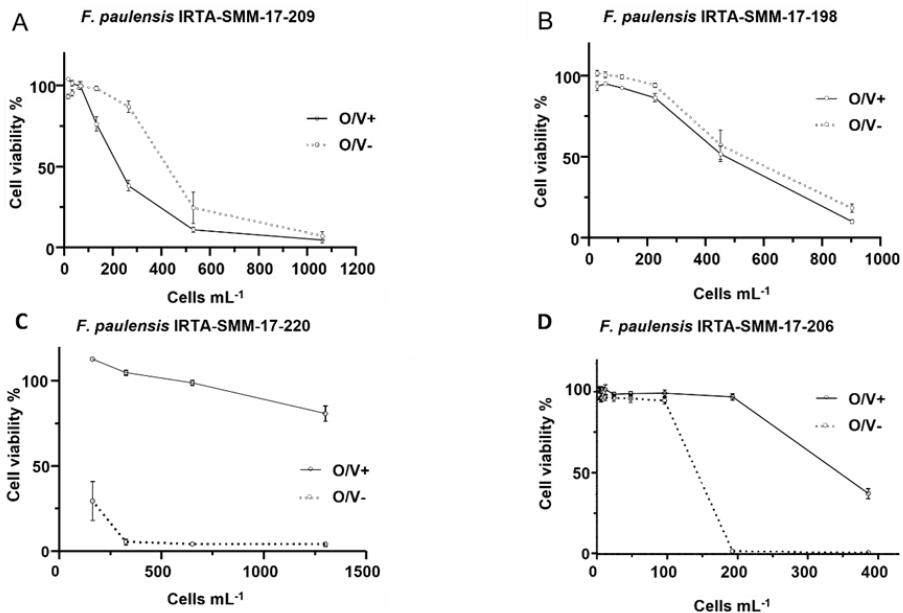 A
F. paulensis IRTA-SMM-17-209
Cell viability %
100
50
0
0 200 400 600 800 1000 1200
Cells mL-1
O/V+
O/V-
B
F. paulensis IRTA-SMM-17-198
Cell viability %
100
50
0
0 200 400 600 800 1000
Cells mL-1
O/V+
O/V-
C
F. paulensis IRTA-SMM-17-220
Cell viability %
100
50
0
0 500 1000 1500
Cells mL-1
O/V+
O/V-
D
F. paulensis IRTA-SMM-17-206
Cell viability %
100
50
0
0 100 200 300 400
Cells mL-1
O/V+
O/V-